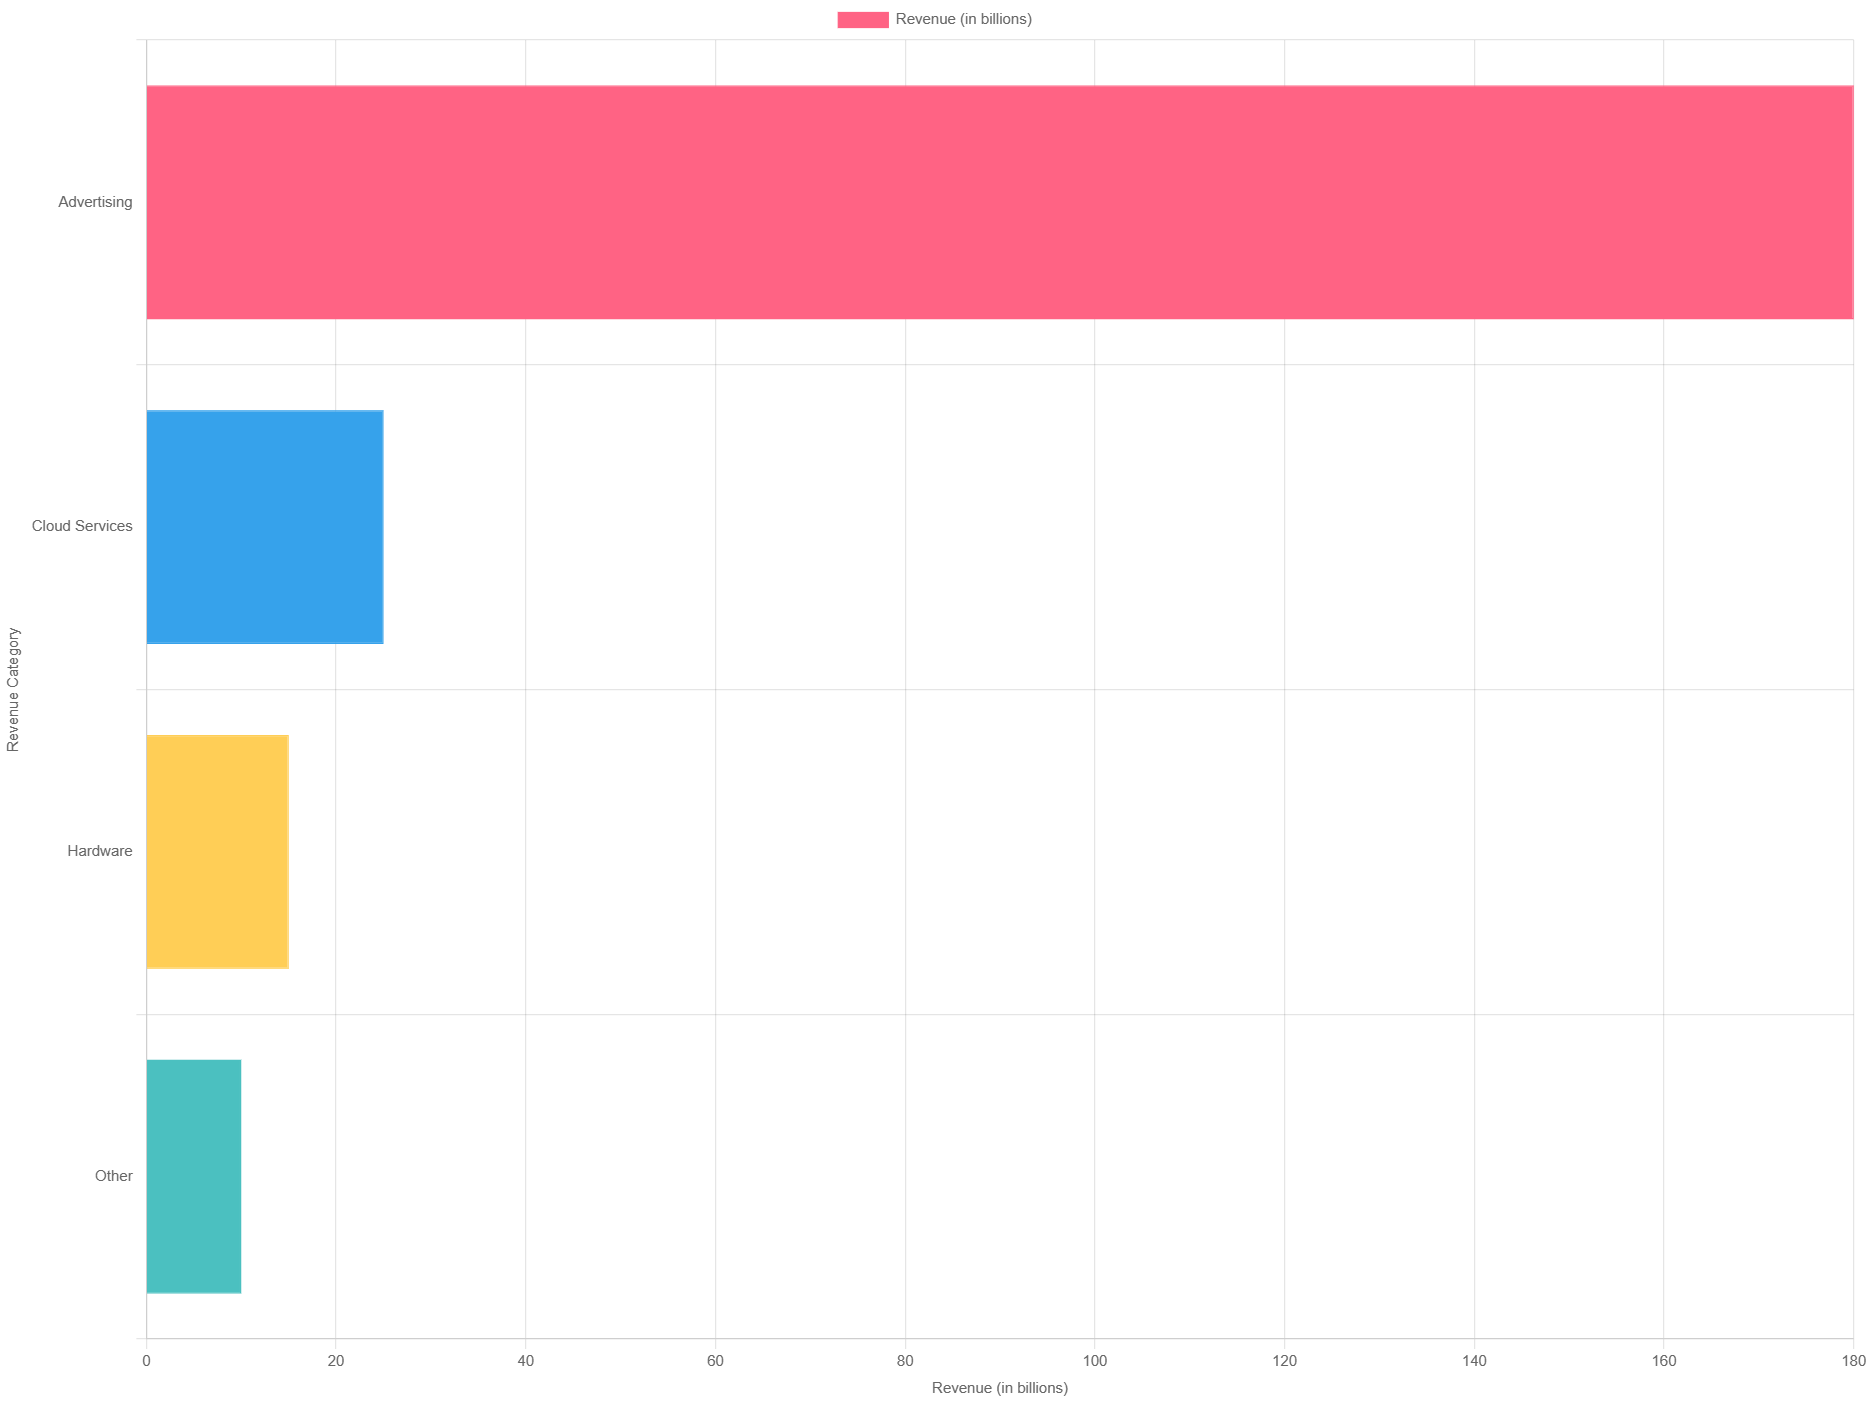 Revenue (in billions)
Advertising
Cloud Services
Hardware
Other
Revenue Category
0 20 40 60 80 100 120 140 160 180
Revenue (in billions)